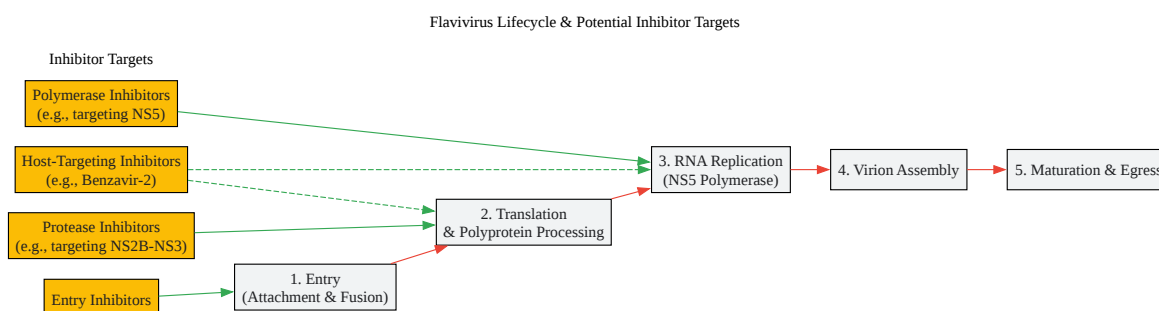 Flavivirus Lifecycle & Potential Inhibitor Targets
Inhibitor Targets
Polymerase Inhibitors
(e.g., targeting NS5)
Host-Targeting Inhibitors
(e.g., Benzavir-2)
Protease Inhibitors
(e.g., targeting NS2B-NS3)
Entry Inhibitors
1. Entry
(Attachment & Fusion)
2. Translation
& Polyprotein Processing
3. RNA Replication
(NS5 Polymerase)
4. Virion Assembly
5. Maturation & Egress